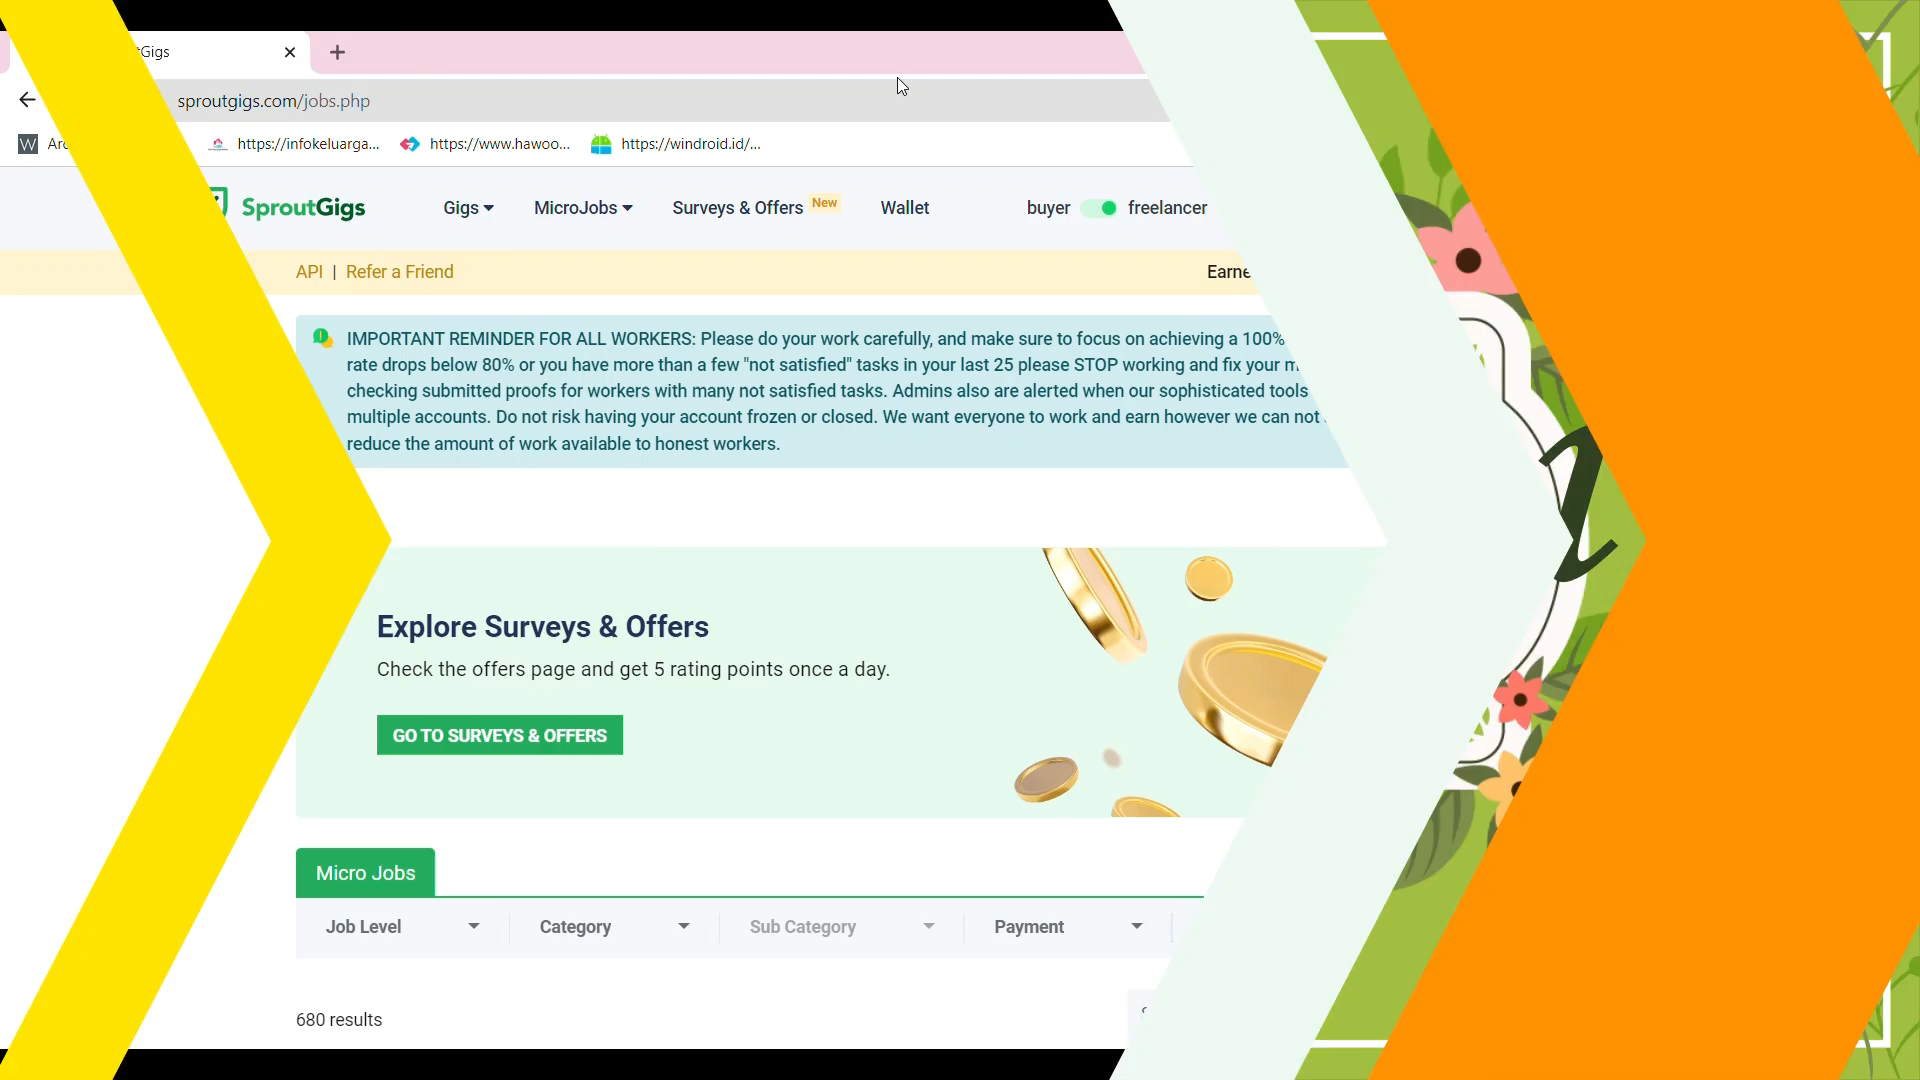 Gigs
sproutgigs.com/jobs.php
https://infokeluarga... https://www.hawoo... https://windroid.id/...
SproutGigs Gigs MicroJobs Surveys & Offers New Wallet buyer freelancer
API | Refer a Friend
IMPORTANT REMINDER FOR ALL WORKERS: Please do your work carefully, and make sure to focus on achieving a 100%
rate drops below 80% or you have more than a few "not satisfied" tasks in your last 25 please STOP working and fix your
checking submitted proofs for workers with many not satisfied tasks. Admins also are alerted when our sophisticated tools
multiple accounts. Do not risk having your account frozen or closed. We want everyone to work and earn however we can not
reduce the amount of work available to honest workers.
Explore Surveys & Offers
Check the offers page and get 5 rating points once a day.
GO TO SURVEYS & OFFERS
Micro Jobs
Job Level Category Sub Category Payment
680 results